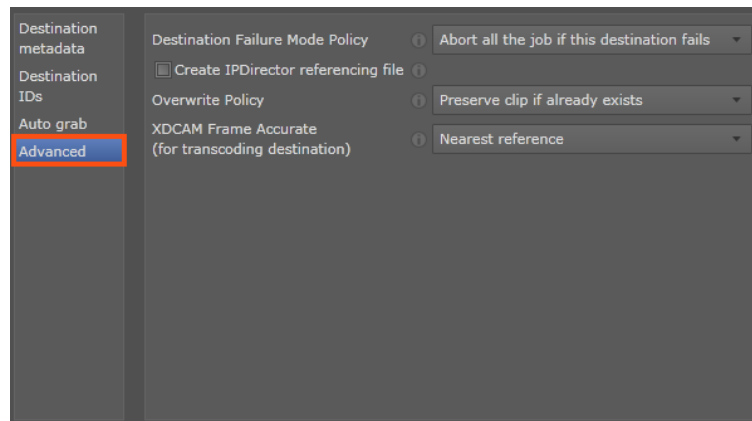 Destination
metadata
Destination
IDs
Auto grab
Advanced
Destination Failure Mode Policy
Abort all the job if this destination fails
Create IPDirector referencing file
Overwrite Policy
Preserve clip if already exists
XDCAM Frame Accurate
(for transcoding destination)
Nearest reference